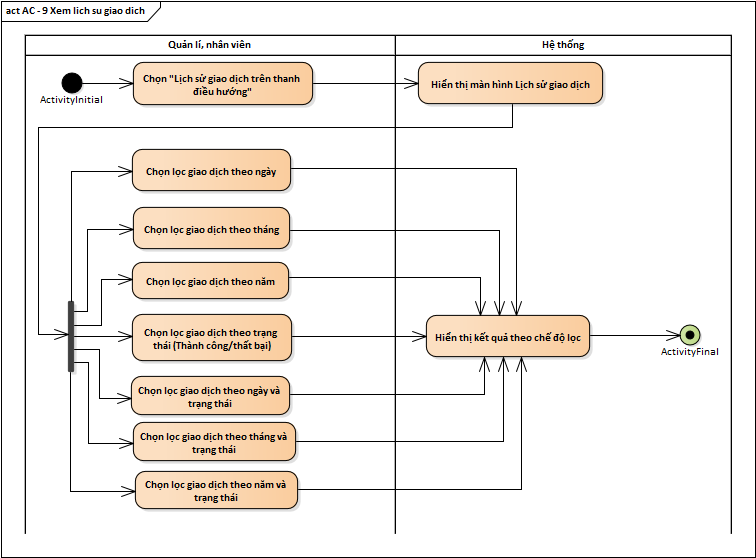 act AC - 9 Xem lich su giao dich
Quản lí, nhân viên
Hệ thống
ActivityInitial
Chọn "Lịch sử giao dịch trên thanh
điều hướng"
Hiển thị màn hình Lịch sử giao dịch
Chọn lọc giao dịch theo ngày
Chọn lọc giao dịch theo tháng
Chọn lọc giao dịch theo năm
Chọn lọc giao dịch theo trạng
thái (Thành công/thất bại)
Hiển thị kết quả theo chế độ lọc
ActivityFinal
Chọn lọc giao dịch theo ngày và
trạng thái
Chọn lọc giao dịch theo tháng và
trạng thái
Chọn lọc giao dịch theo năm và
trạng thái